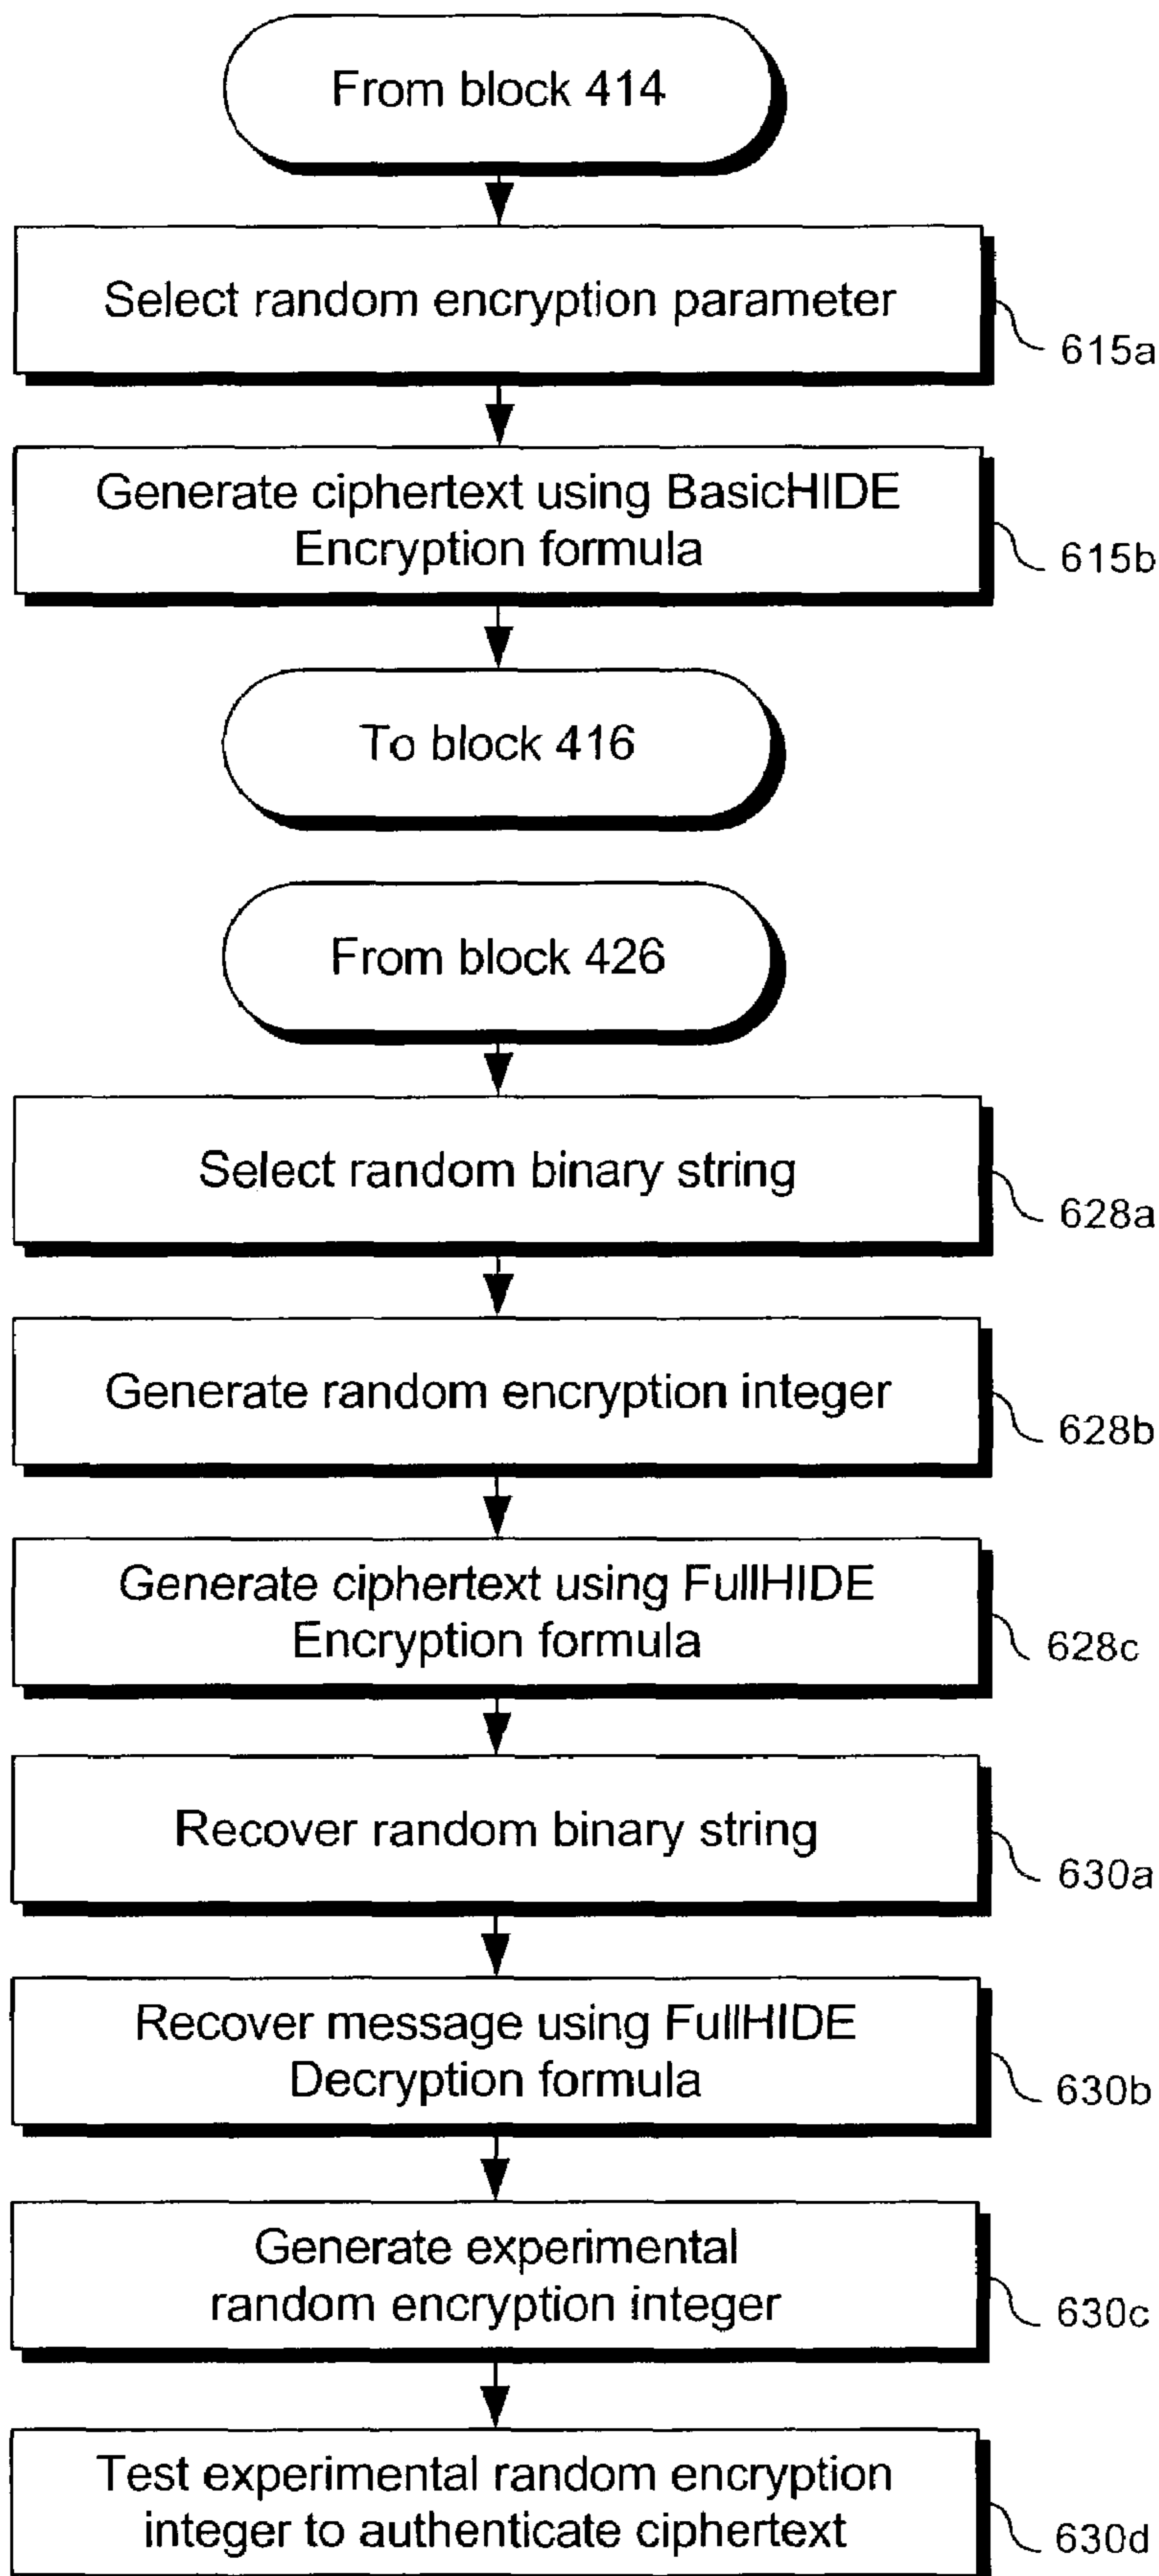 From block 414
Select random encryption parameter
615a
Generate ciphertext using BasicHIDE
Encryption formula
615b
To block 416
From block 426
Select random binary string
628a
Generate random encryption integer
628b
Generate ciphertext using FullHIDE
Encryption formula
628c
Recover random binary string
630a
Recover message using FullHIDE
Decryption formula
630b
Generate experimental
random encryption integer
630c
Test experimental random encryption
integer to authenticate ciphertext
630d